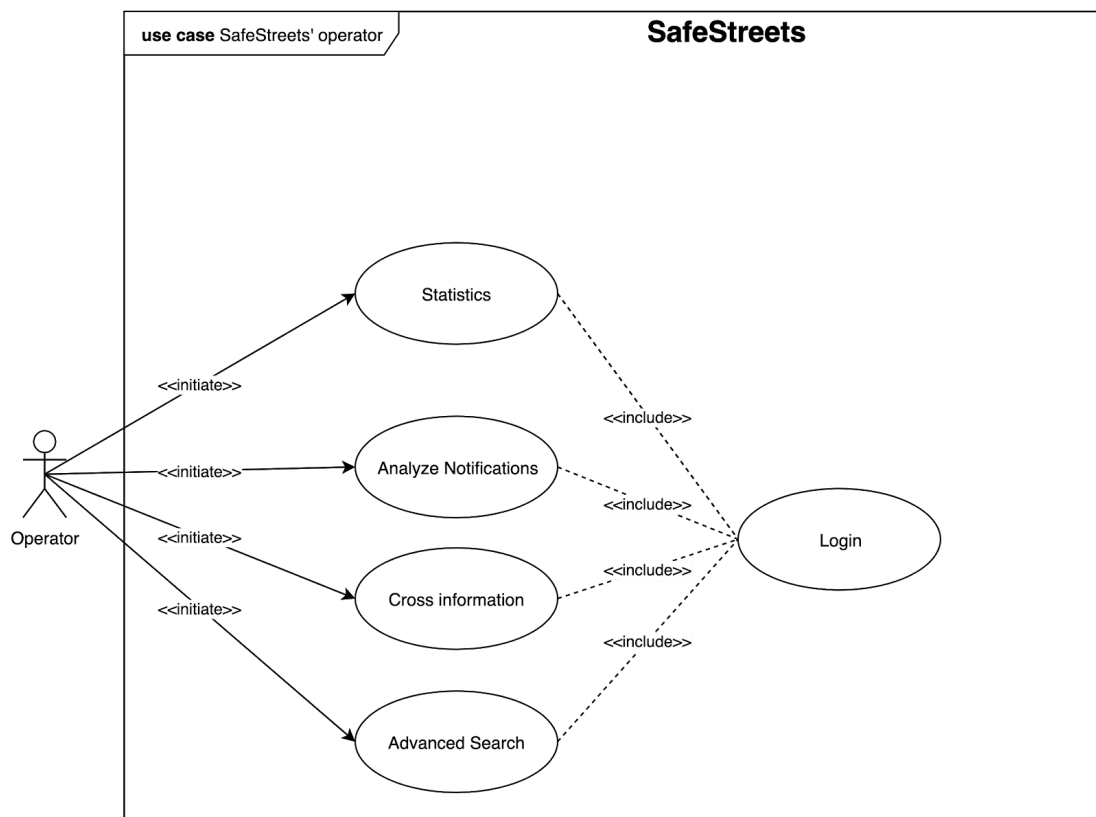 use case SafeStreets' operator
SafeStreets
Statistics
<<initiate>>
<<include>>
Analyze Notifications
<<initiate>>
<<include>>
Operator
<<initiate>>
Login
<<include>>
Cross information
<<initiate>>
<<include>>
Advanced Search